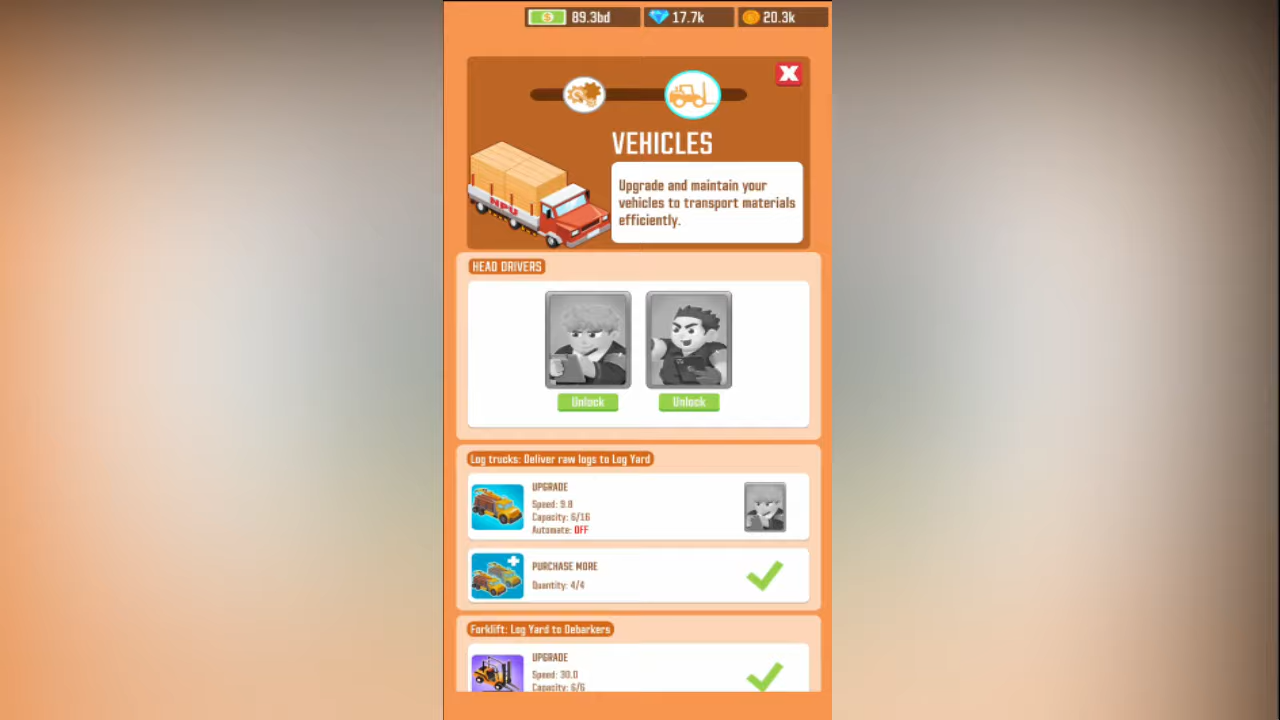 89.3bd 17.7k 20.3k
VEHICLES
Upgrade and maintain your
vehicles to transport materials
efficiently.
NPU
HEAD DRIVERS
Unlock Unlock
Log trucks: Deliver raw logs to Log Yard
UPGRADE
Speed: 9.8
Capacity: 6/16
Automate: OFF
PURCHASE MORE
Quantity: 4/4
Forklift: Log Yard to Debarkers
UPGRADE
Speed: 30.0
Capacity: 6/6